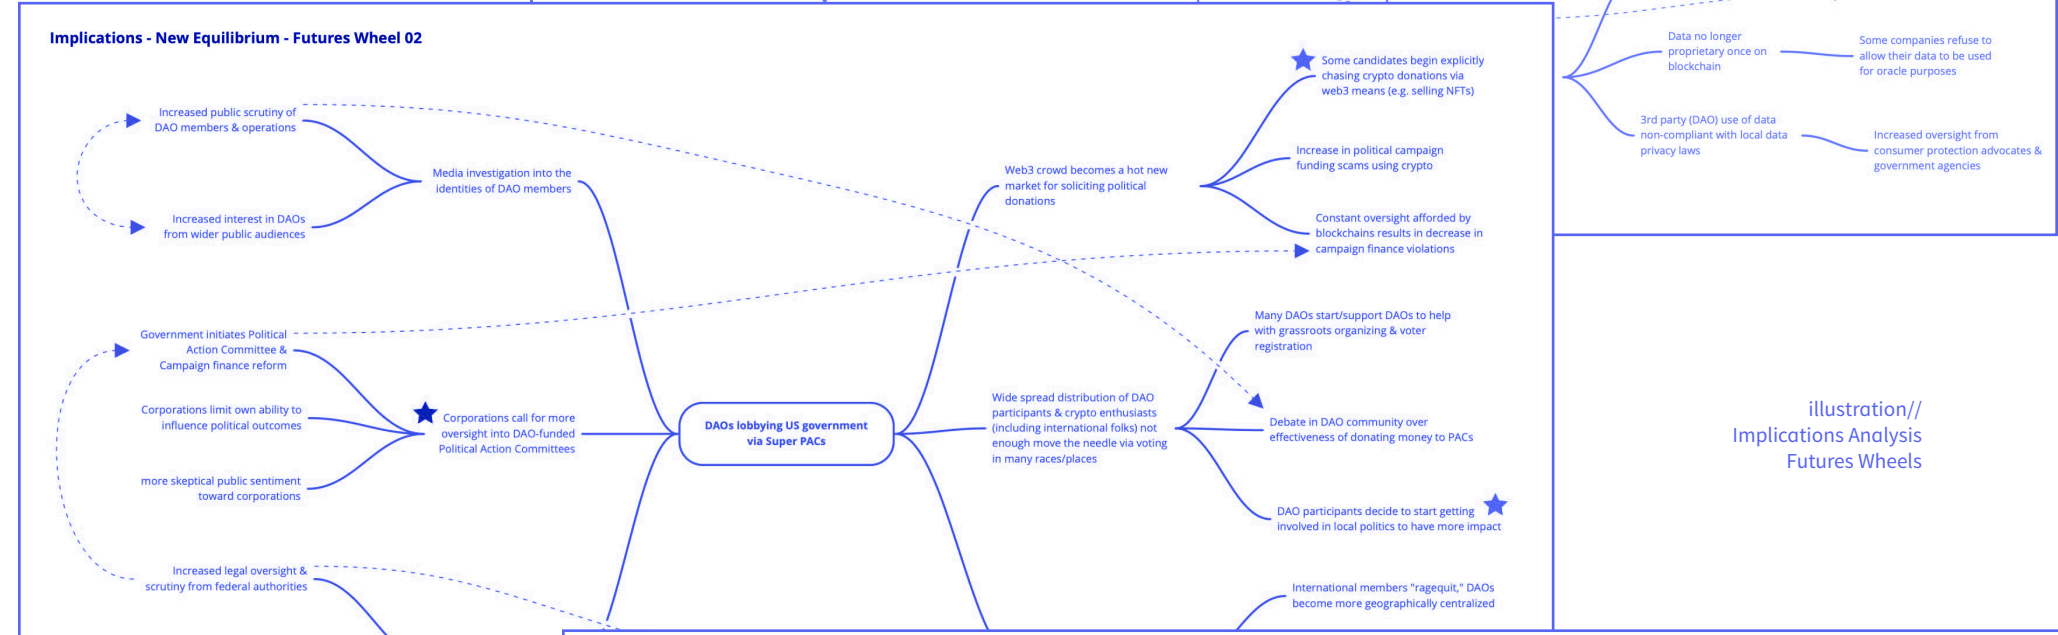 Implications - New Equilibrium - Futures Wheel 02
Increased public scrutiny of
DAO members & operations
Media investigation into the
identities of DAO members
Increased interest in DAOs
from wider public audiences
Government initiates Political
Action Committee &
Campaign finance reform
Corporations limit own ability to
influence political outcomes
Corporations call for more
oversight into DAO-funded
Political Action Committees
more skeptical public sentiment
toward corporations
Increased legal oversight &
scrutiny from federal authorities
DAOs lobbying US government
via Super PACs
Web3 crowd becomes a hot new
market for soliciting political
donations
Some candidates begin explicitly
chasing crypto donations via
web3 means (e.g. selling NFTs)
Increase in political campaign
funding scams using crypto
Constant oversight afforded by
blockchains results in decrease in
campaign finance violations
Wide spread distribution of DAO
participants & crypto enthusiasts
(including international folks) not
enough move the needle via voting
in many races/places
Many DAOs start/support DAOs to help
with grassroots organizing & voter
registration
Debate in DAO community over
effectiveness of donating money to PACs
DAO participants decide to start getting
involved in local politics to have more impact
International members "ragequit," DAOs
become more geographically centralized
Data no longer
proprietary once on
blockchain
Some companies refuse to
allow their data to be used
for oracle purposes
3rd party (DAO) use of data
non-compliant with local data
privacy laws
Increased oversight from
consumer protection advocates &
government agencies
illustration//
Implications Analysis
Futures Wheels